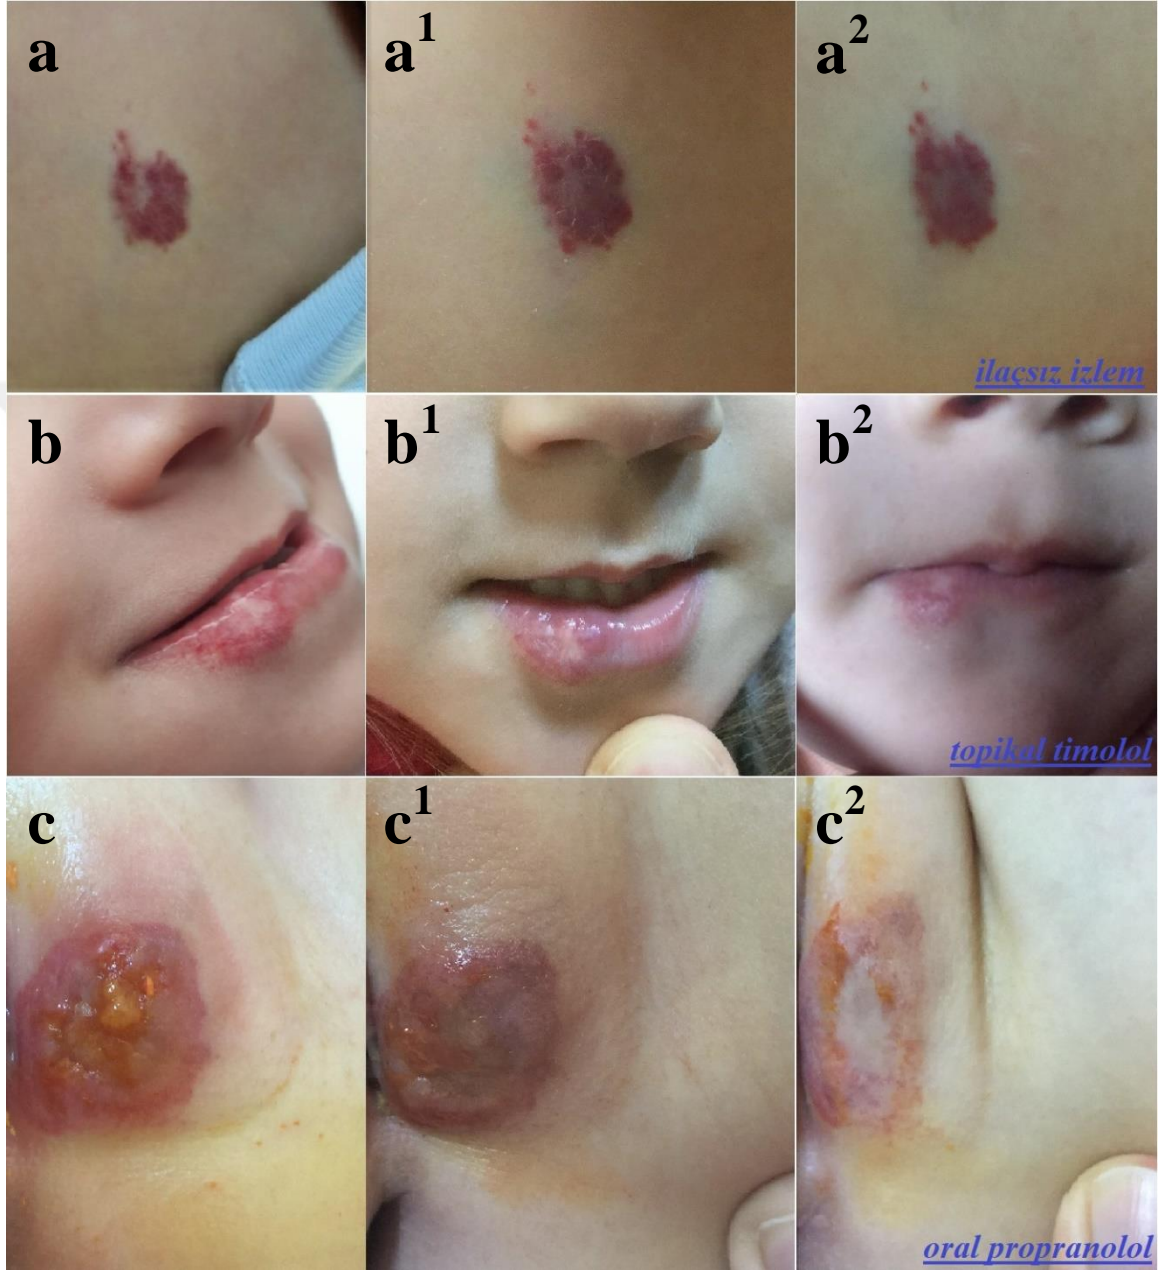 a a¹ a²
ilaçsız izlem
b b¹ b²
topikal timolol
c c¹ c²
oral propranolol